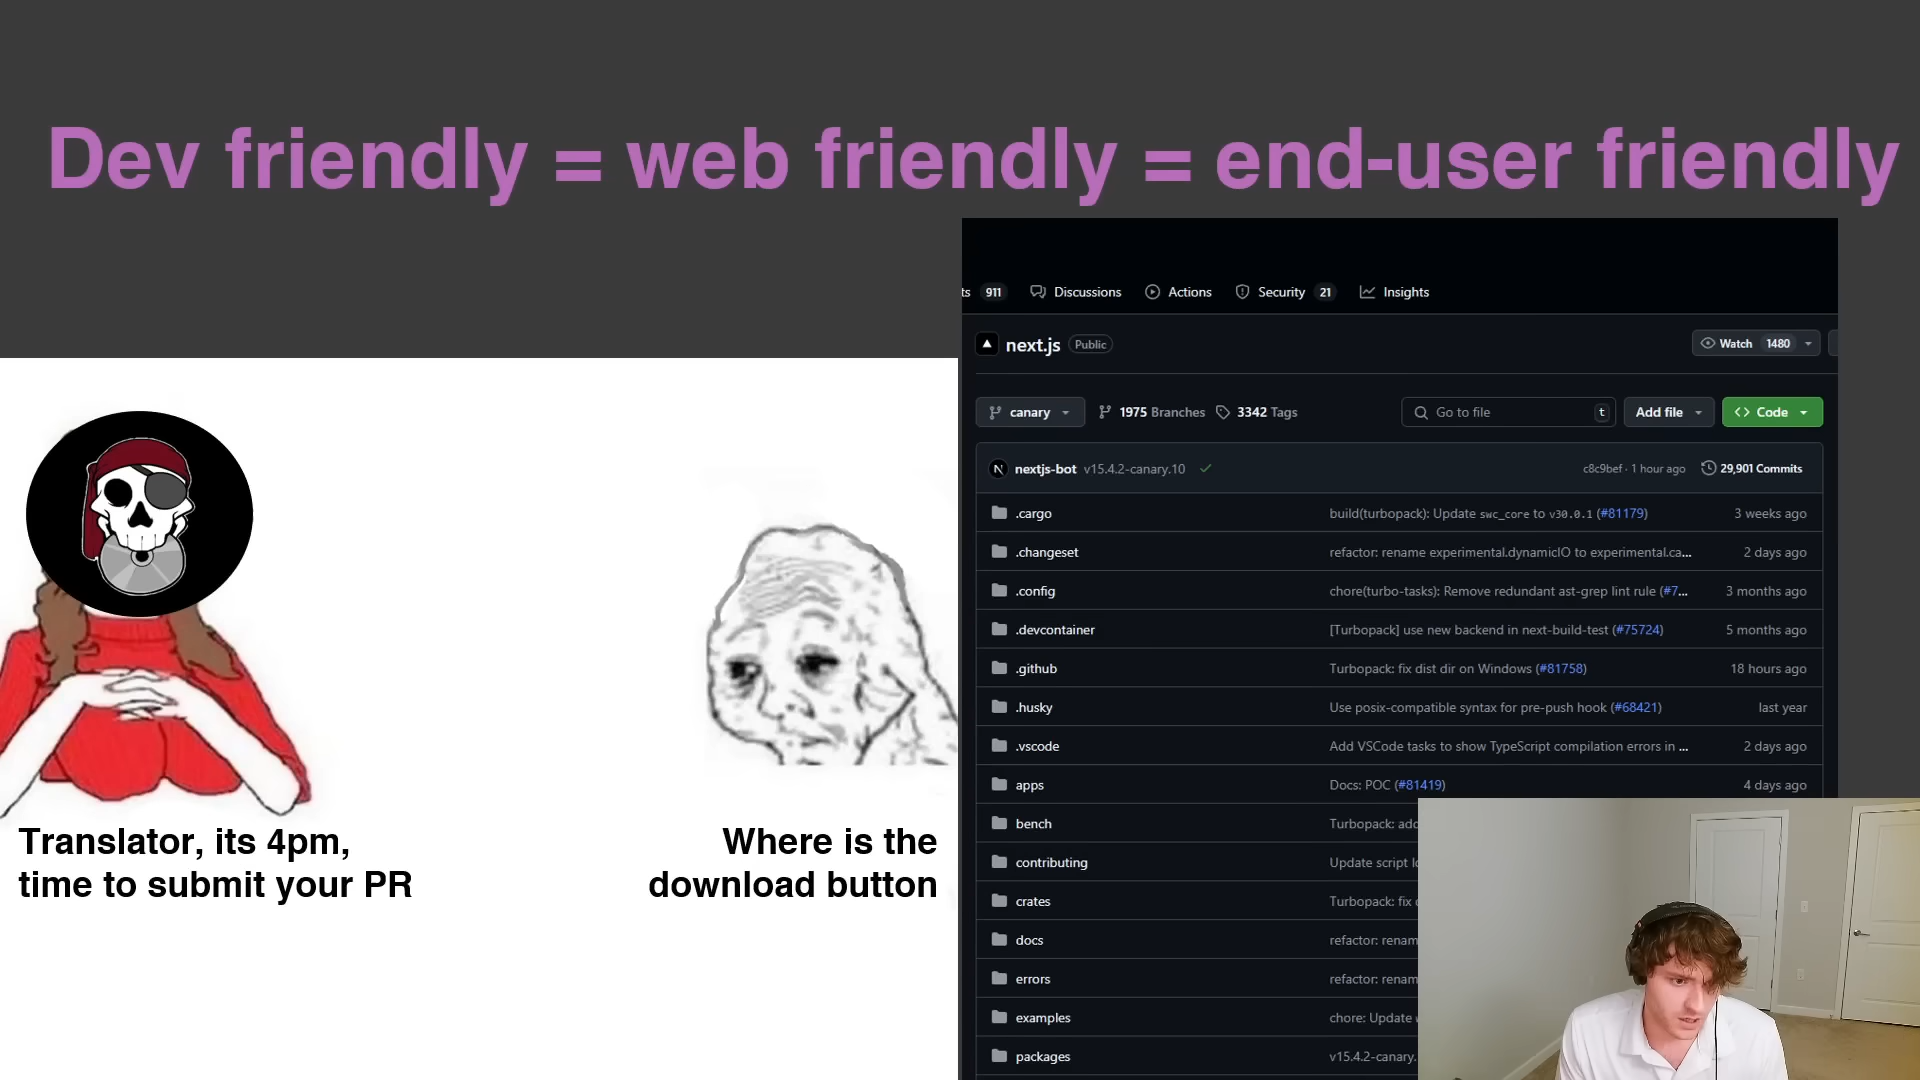 Dev friendly = web friendly = end-user friendly
ts 911 Discussions Actions Security 21 Insights
next.js Public Watch 1480
canary 1975 Branches 3342 Tags Go to file t Add file Code
nextjs-bot v15.4.2-canary.10 c8c9bef · 1 hour ago 29,901 Commits
.cargo build(turbopack): Update swc_core to v30.0.1 (#81179) 3 weeks ago
.changeset refactor: rename experimental.dynamicIO to experimental.ca... 2 days ago
.config chore(turbo-tasks): Remove redundant ast-grep lint rule (#7... 3 months ago
.devcontainer [Turbopack] use new backend in next-build-test (#75724) 5 months ago
.github Turbopack: fix dist dir on Windows (#81758) 18 hours ago
.husky Use posix-compatible syntax for pre-push hook (#68421) last year
.vscode Add VSCode tasks to show TypeScript compilation errors in ... 2 days ago
apps Docs: POC (#81419) 4 days ago
bench Turbopack: add
contributing Update script
crates Turbopack: fix
docs refactor: renam
errors refactor: renam
examples chore: Update
packages v15.4.2-canary.
Translator, its 4pm,
time to submit your PR
Where is the
download button